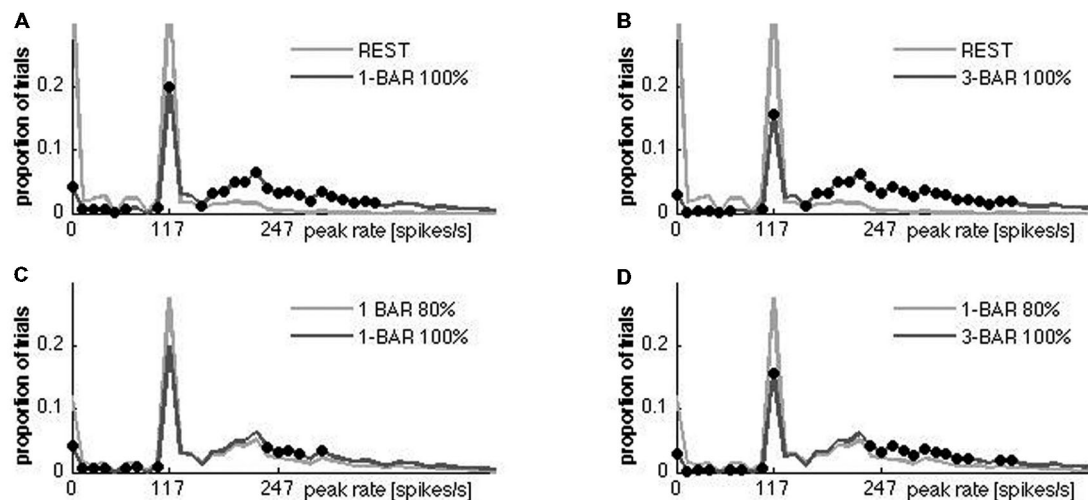 A
proportion of trials
0.2
0.1
0
REST
1-BAR 100%
0
117
247
peak rate [spikes/s]
B
proportion of trials
0.2
0.1
0
REST
3-BAR 100%
0
117
247
peak rate [spikes/s]
C
proportion of trials
0.2
0.1
0
1 BAR 80%
1-BAR 100%
0
117
247
peak rate [spikes/s]
D
proportion of trials
0.2
0.1
0
1-BAR 80%
3-BAR 100%
0
117
247
peak rate [spikes/s]